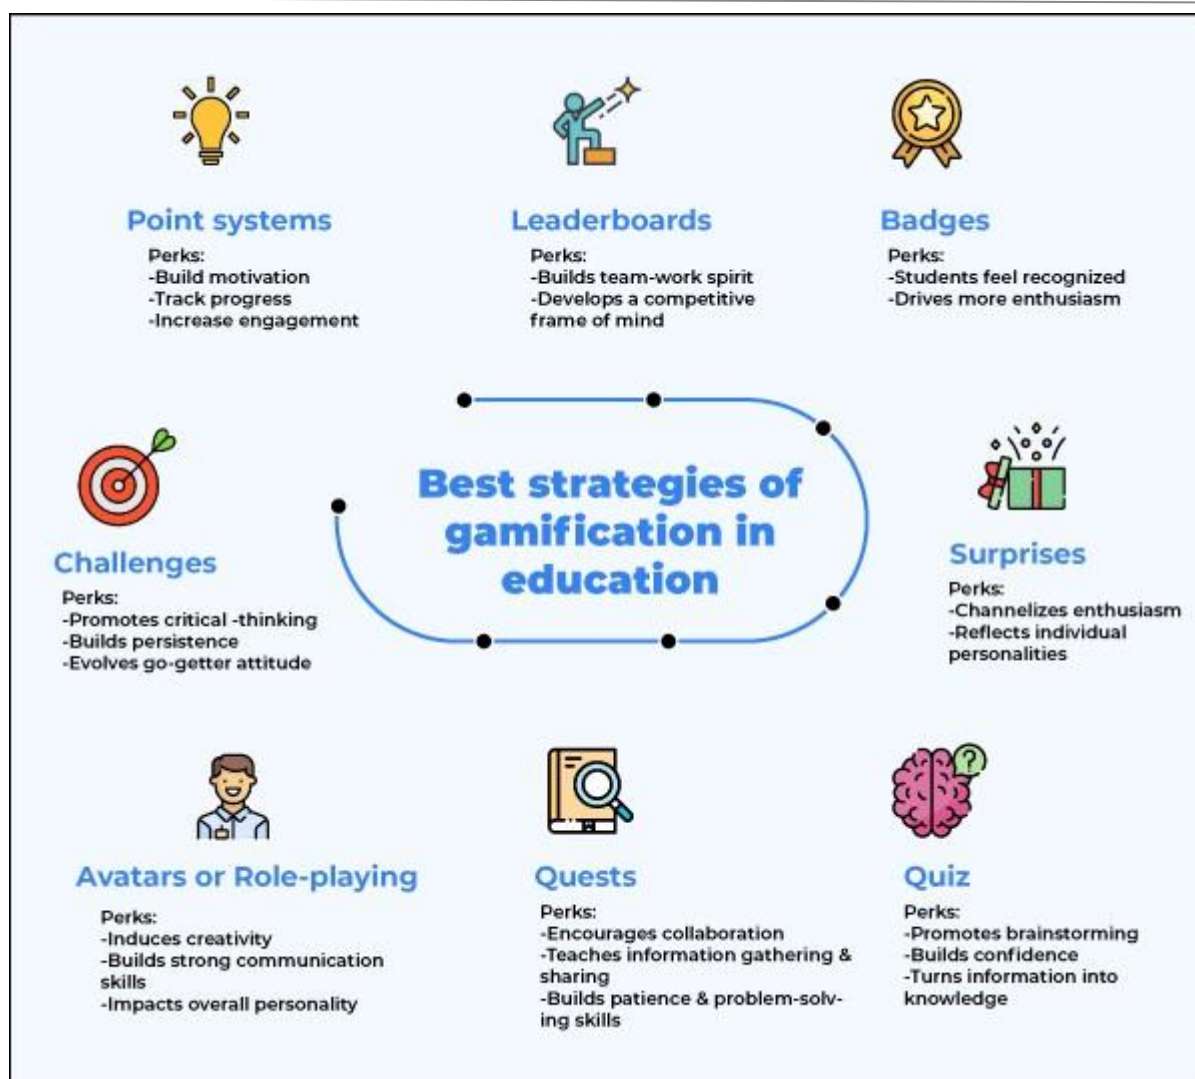 Point systems
Perks:
-Build motivation
-Track progress
-Increase engagement
Leaderboards
Perks:
-Builds team-work spirit
-Develops a competitive
frame of mind
Badges
Perks:
-Students feel recognized
-Drives more enthusiasm
Best strategies of
gamification in
education
Challenges
Perks:
-Promotes critical -thinking
-Builds persistence
-Evolves go-getter attitude
Surprises
Perks:
-Channelizes enthusiasm
-Reflects individual
personalities
Avatars or Role-playing
Perks:
-Induces creativity
-Builds strong communication
skills
-Impacts overall personality
Quests
Perks:
-Encourages collaboration
-Teaches information gathering &
sharing
-Builds patience & problem-solv-
ing skills
?
Quiz
Perks:
-Promotes brainstorming
-Builds confidence
-Turns information into
knowledge